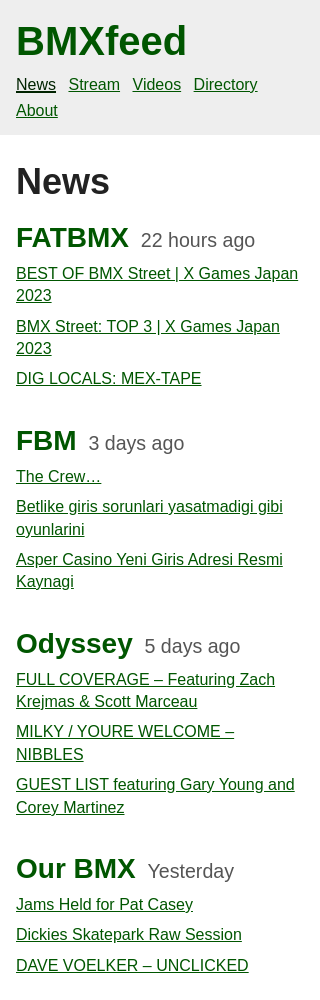 BMXfeed
News Stream Videos Directory
About
News
FATBMX 22 hours ago
BEST OF BMX Street | X Games Japan
2023
BMX Street: TOP 3 | X Games Japan
2023
DIG LOCALS: MEX-TAPE
FBM 3 days ago
The Crew…
Betlike giris sorunlari yasatmadigi gibi
oyunlarini
Asper Casino Yeni Giris Adresi Resmi
Kaynagi
Odyssey 5 days ago
FULL COVERAGE – Featuring Zach
Krejmas & Scott Marceau
MILKY / YOURE WELCOME –
NIBBLES
GUEST LIST featuring Gary Young and
Corey Martinez
Our BMX Yesterday
Jams Held for Pat Casey
Dickies Skatepark Raw Session
DAVE VOELKER – UNCLICKED